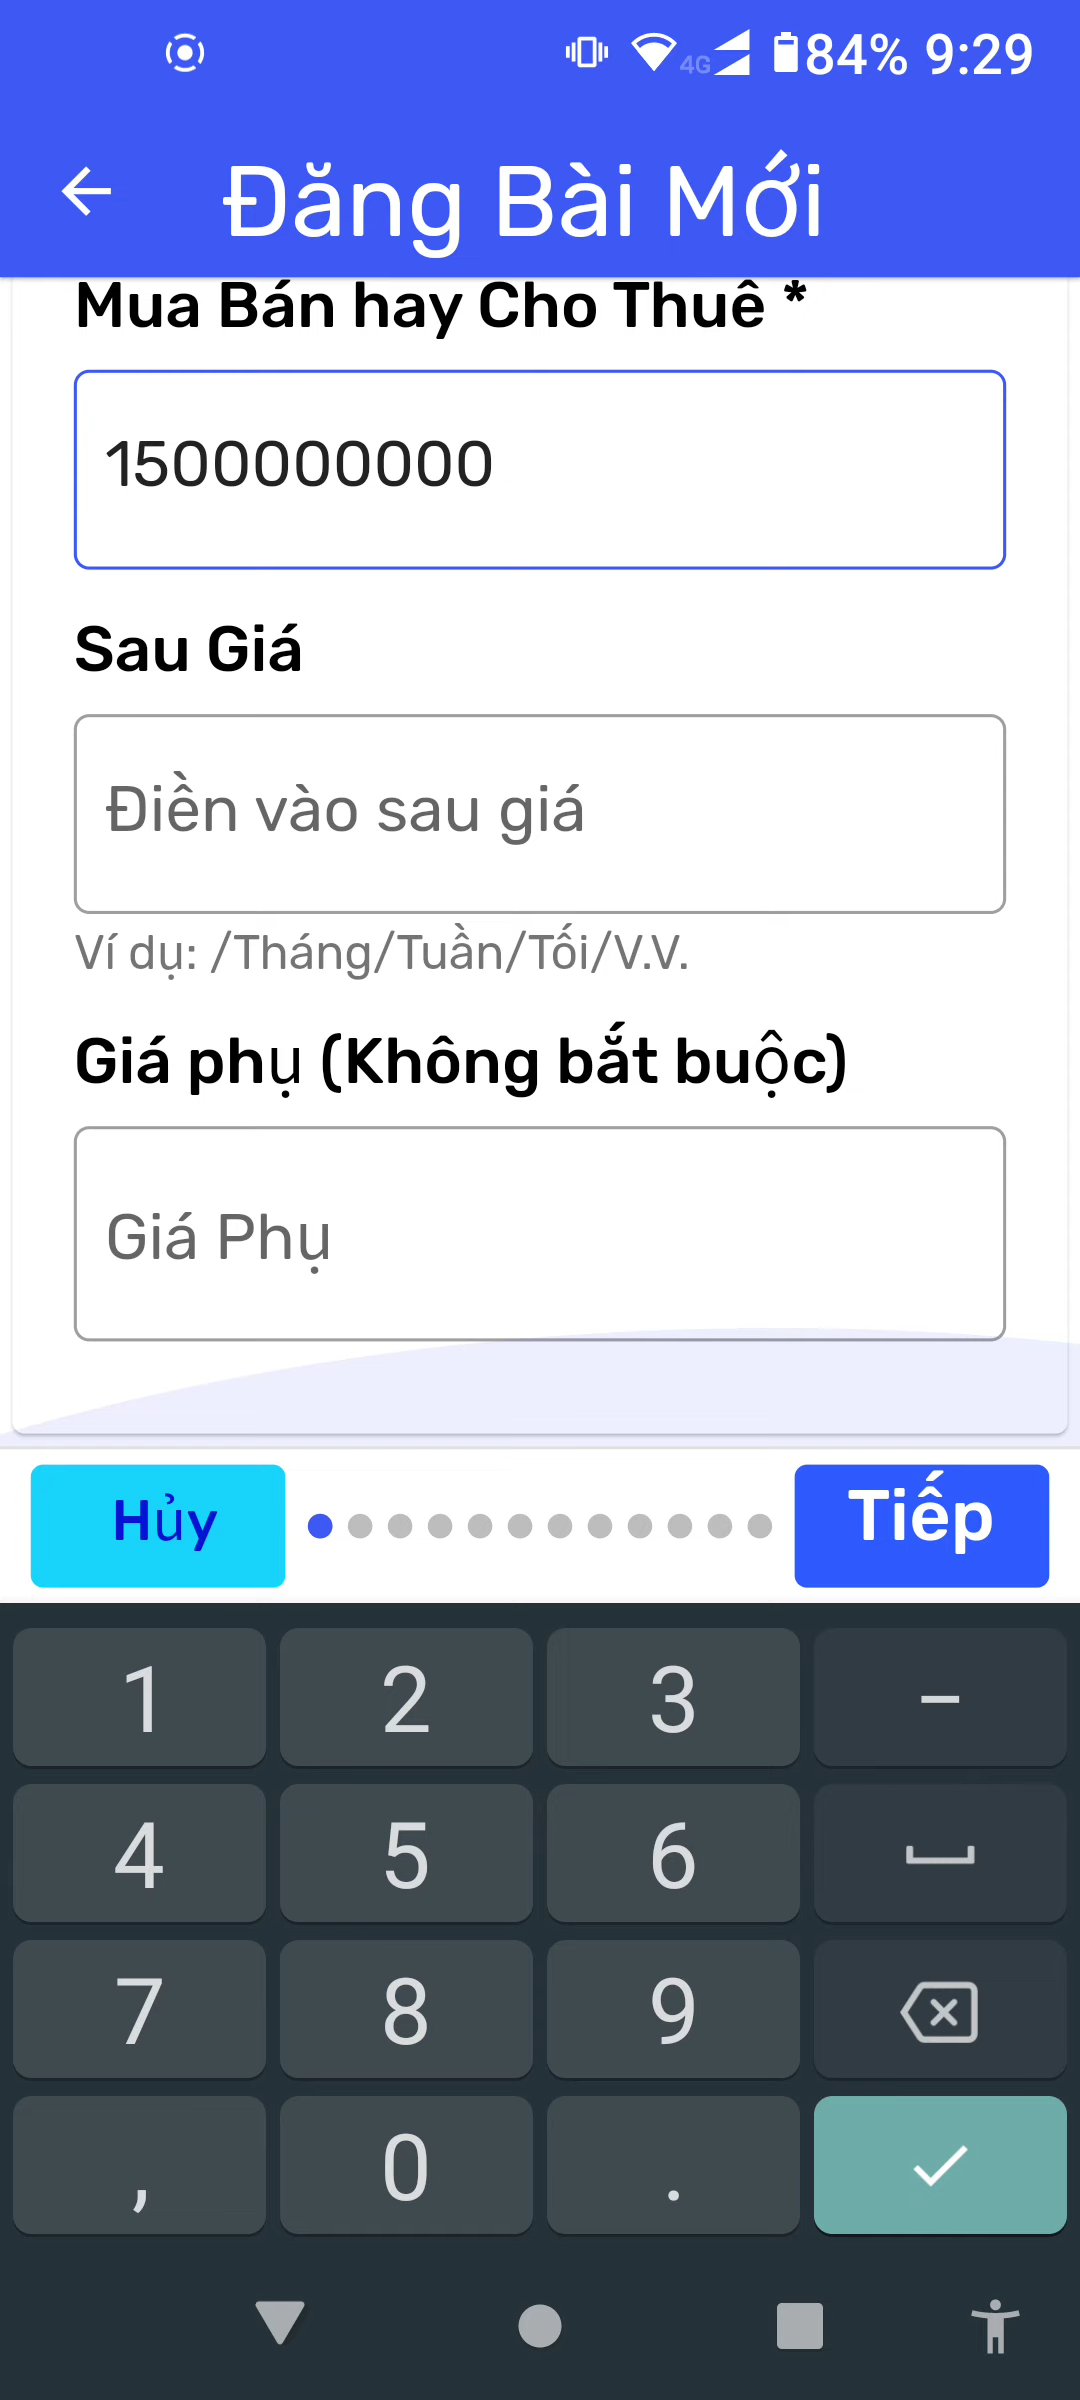 4G 84% 9:29
Đăng Bài Mới
Mua Bán hay Cho Thuê *
1500000000
Sau Giá
Điền vào sau giá
Ví dụ: /Tháng/Tuần/Tối/V.V.
Giá phụ (Không bắt buộc)
Giá Phụ
Hủy
Tiếp
1 2 3 –
4 5 6
7 8 9
, 0 .